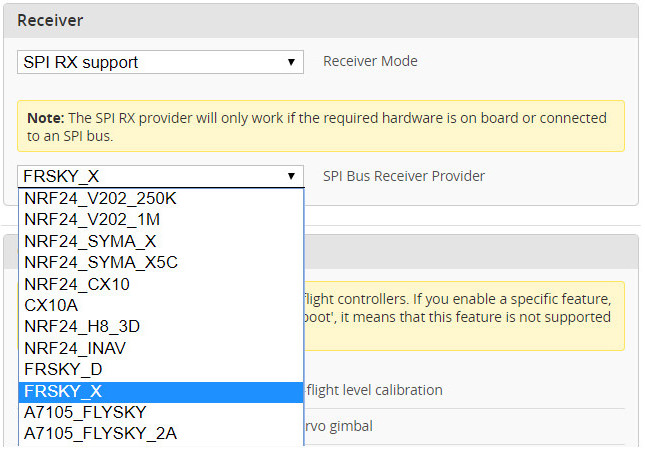 Receiver
SPI RX support
Receiver Mode
Note: The SPI RX provider will only work if the required hardware is on board or connected
to an SPI bus.
FRSKY_X
SPI Bus Receiver Provider
NRF24_V202_250K
NRF24_V202_1M
NRF24_SYMA_X
NRF24_SYMA_X5C
NRF24_CX10
CX10A
flight controllers. If you enable a specific feature,
NRF24_H8_3D
boot', it means that this feature is not supported
NRF24_INAV
FRSKY_D
FRSKY_X
-flight level calibration
A7105_FLYSKY
A7105_FLYSKY_2A
rvo gimbal